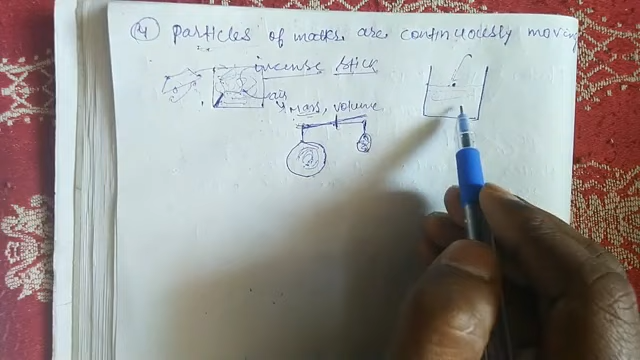 (4) Particles of matter are continuously moving
incense stick
air
Mass, volume